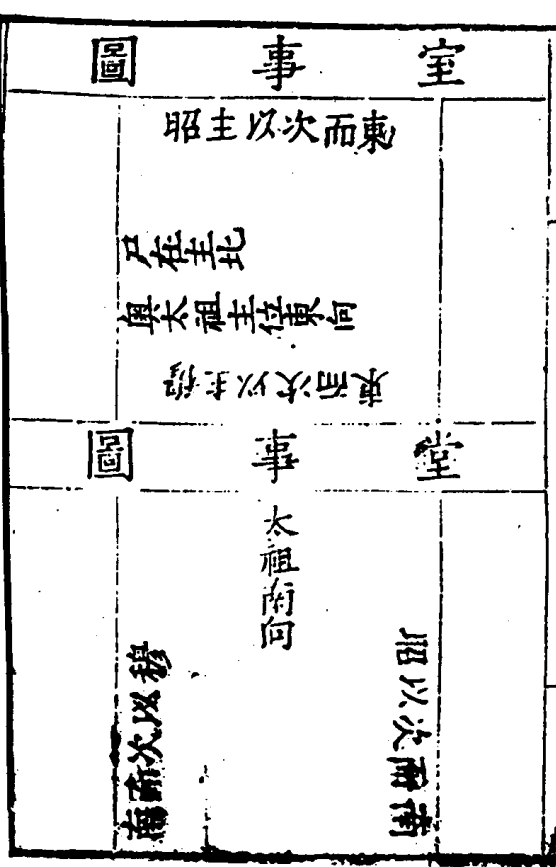 室事圖
昭主以次而東
尸在主北
奧太祖主位東向
穆主以次而東
堂事圖
太祖南向
昭以次而南
穆以次而南